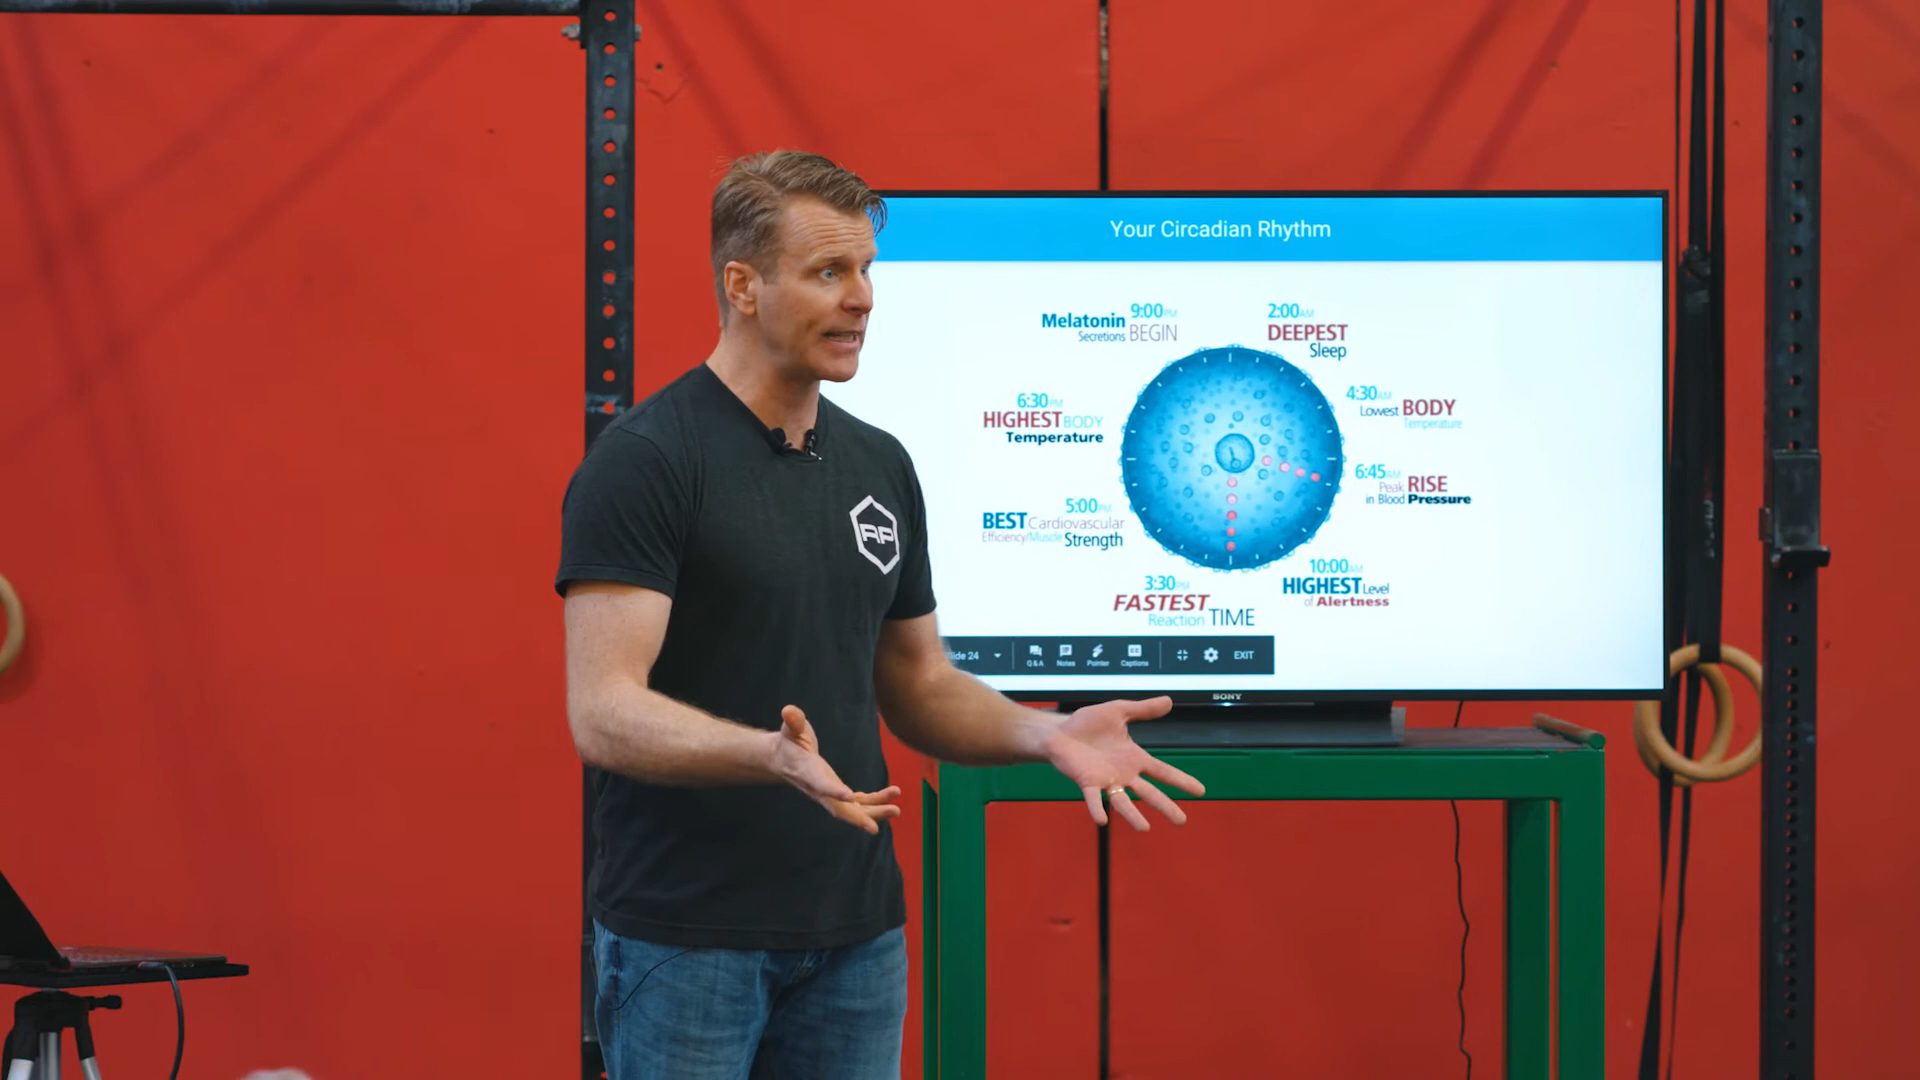 Your Circadian Rhythm
9:00PM
Melatonin
Secretions BEGIN
2:00AM
DEEPEST
Sleep
6:30PM
HIGHEST BODY
Temperature
4:30AM
Lowest BODY
Temperature
6:45AM
Peak RISE
in Blood Pressure
5:00PM
BEST Cardiovascular
Efficiency/Muscle Strength
10:00AM
HIGHEST Level
of Alertness
3:30PM
FASTEST
Reaction TIME
RP
24
Q&A Notes Pointer Captions EXIT
SONY